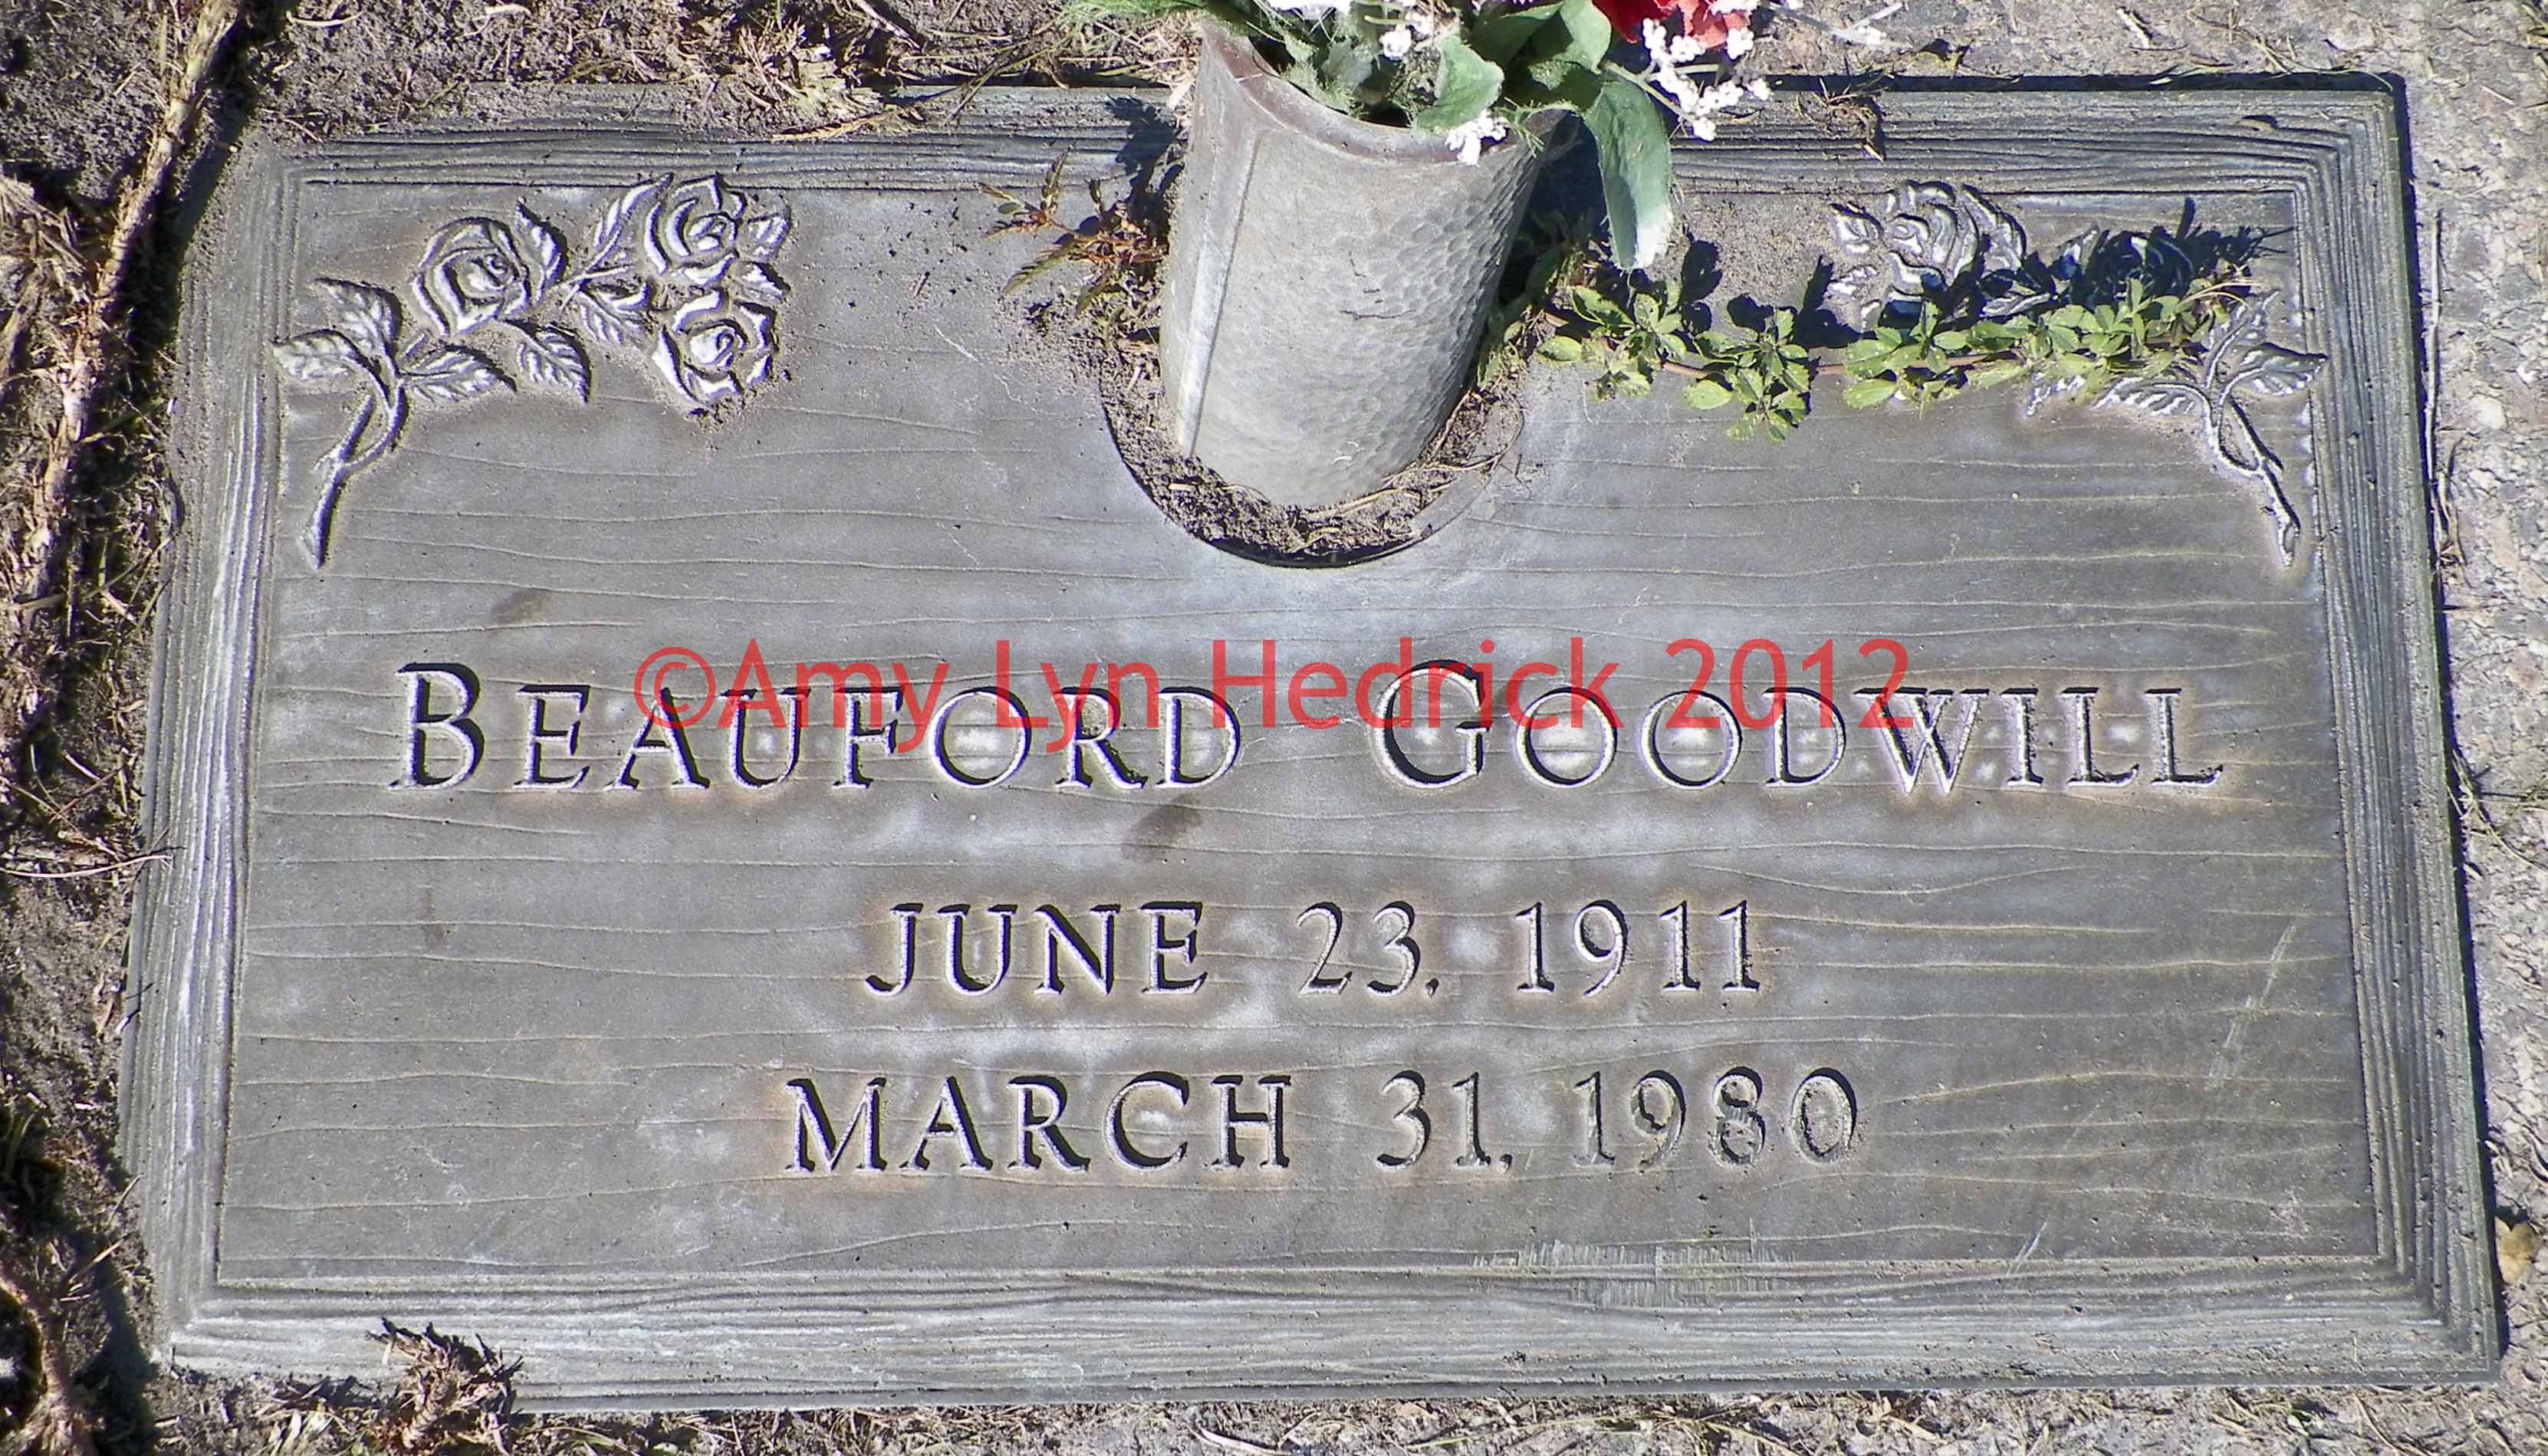 ©Amy Lyn Hedrick 2012
BEAUFORD GOODWILL
JUNE 23, 1911
MARCH 31, 1980